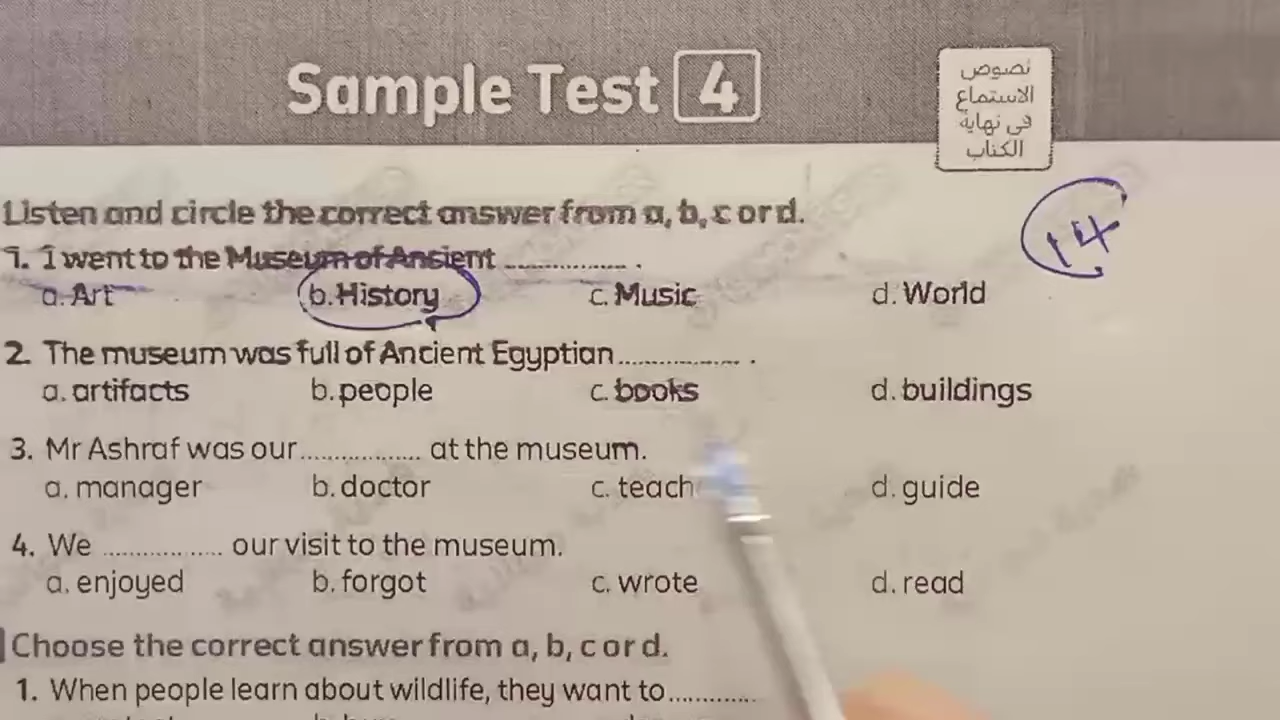 Sample Test 4
نصوص
الاستماع
فى نهاية
الكتاب
Listen and circle the correct answer from a, b, c or d.
14
1. I went to the Museum of Ancient .............. .
a. Art b. History c. Music d. World
2. The museum was full of Ancient Egyptian ................ .
a. artifacts b. people c. books d. buildings
3. Mr Ashraf was our ................ at the museum.
a. manager b. doctor c. teach d. guide
4. We ................ our visit to the museum.
a. enjoyed b. forgot c. wrote d. read
Choose the correct answer from a, b, c or d.
1. When people learn about wildlife, they want to ............